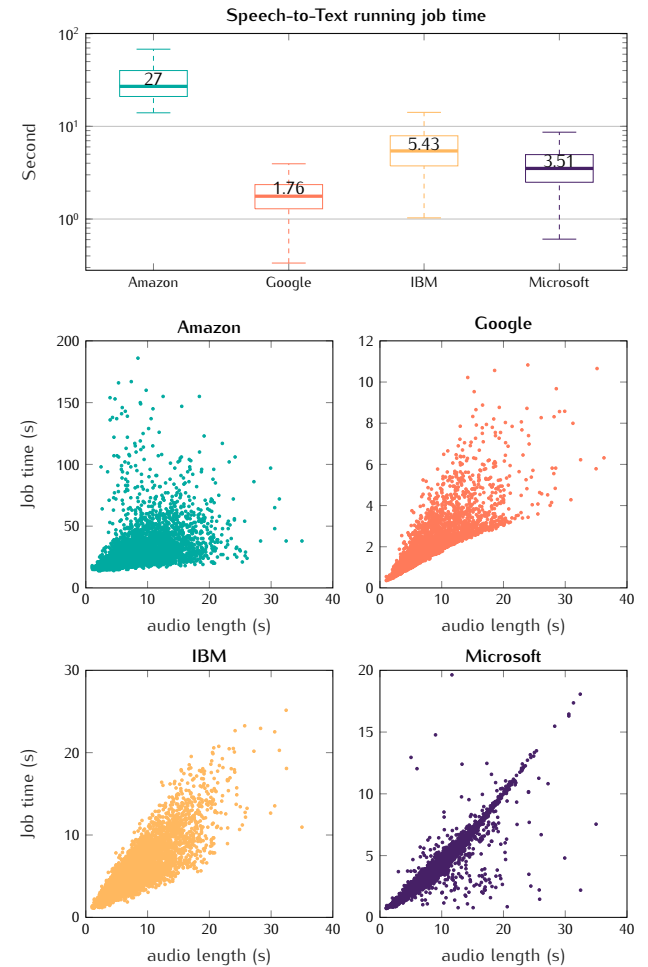 Speech-to-Text running job time
10²
10¹
10⁰
Second
27
1.76
5.43
3.51
Amazon Google IBM Microsoft
Amazon
200
150
100
50
0
Job time (s)
0 10 20 30 40
audio length (s)
Google
12
10
8
6
4
2
0
0 10 20 30 40
audio length (s)
IBM
30
20
10
0
Job time (s)
0 10 20 30 40
audio length (s)
Microsoft
20
15
10
5
0
0 10 20 30 40
audio length (s)